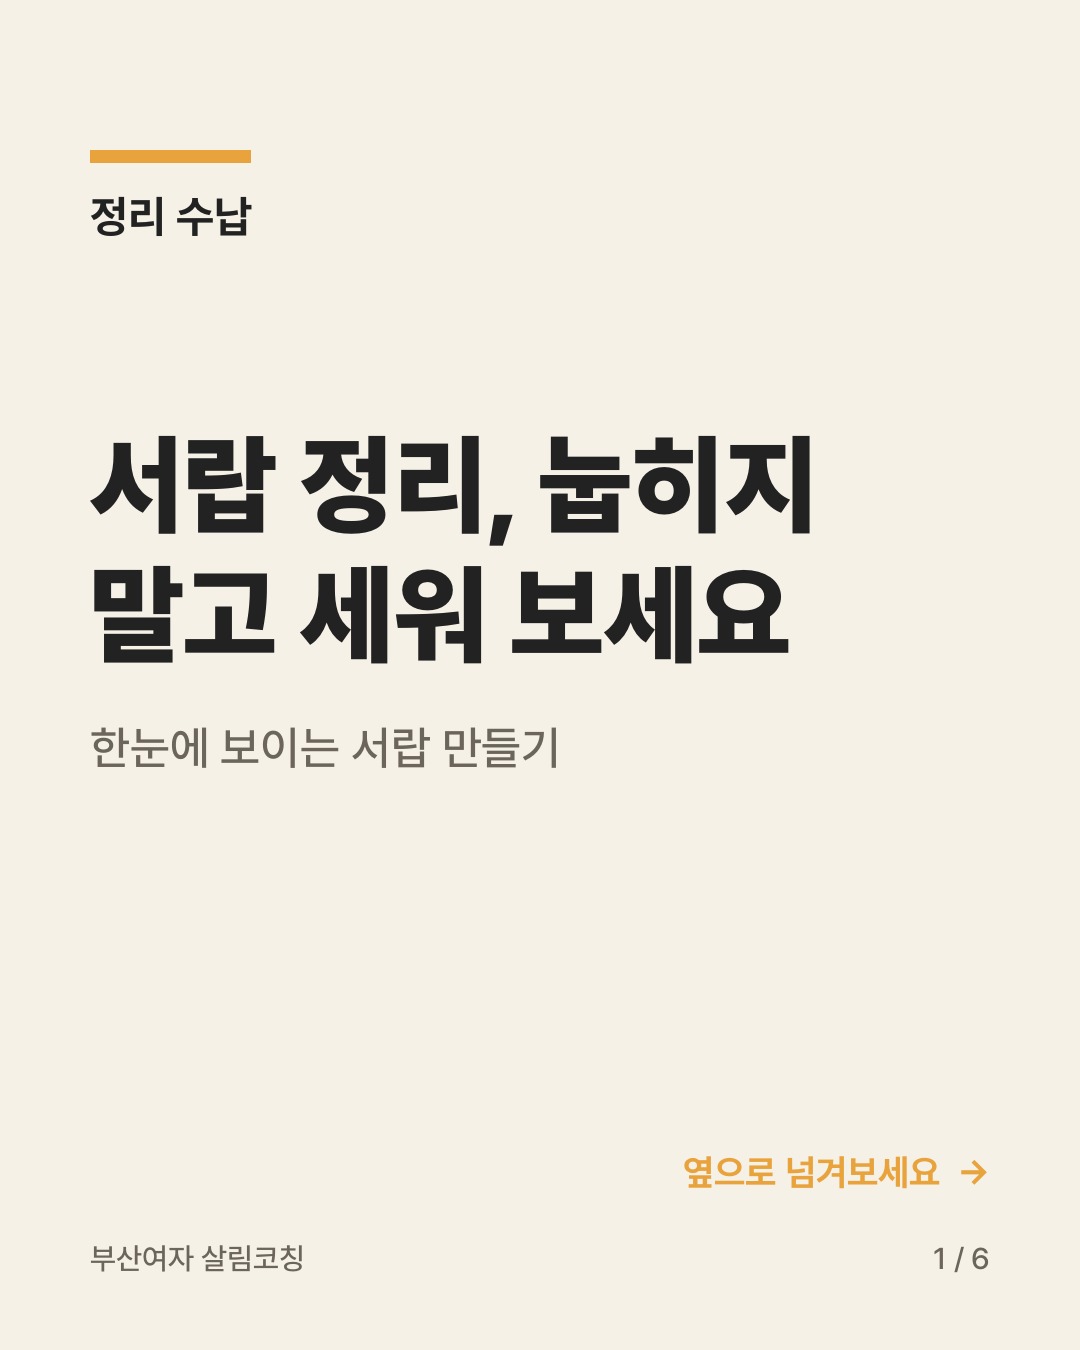 정리 수납
서랍 정리, 눕히지
말고 세워 보세요
한눈에 보이는 서랍 만들기
옆으로 넘겨보세요 →
부산여자 살림코칭
1 / 6